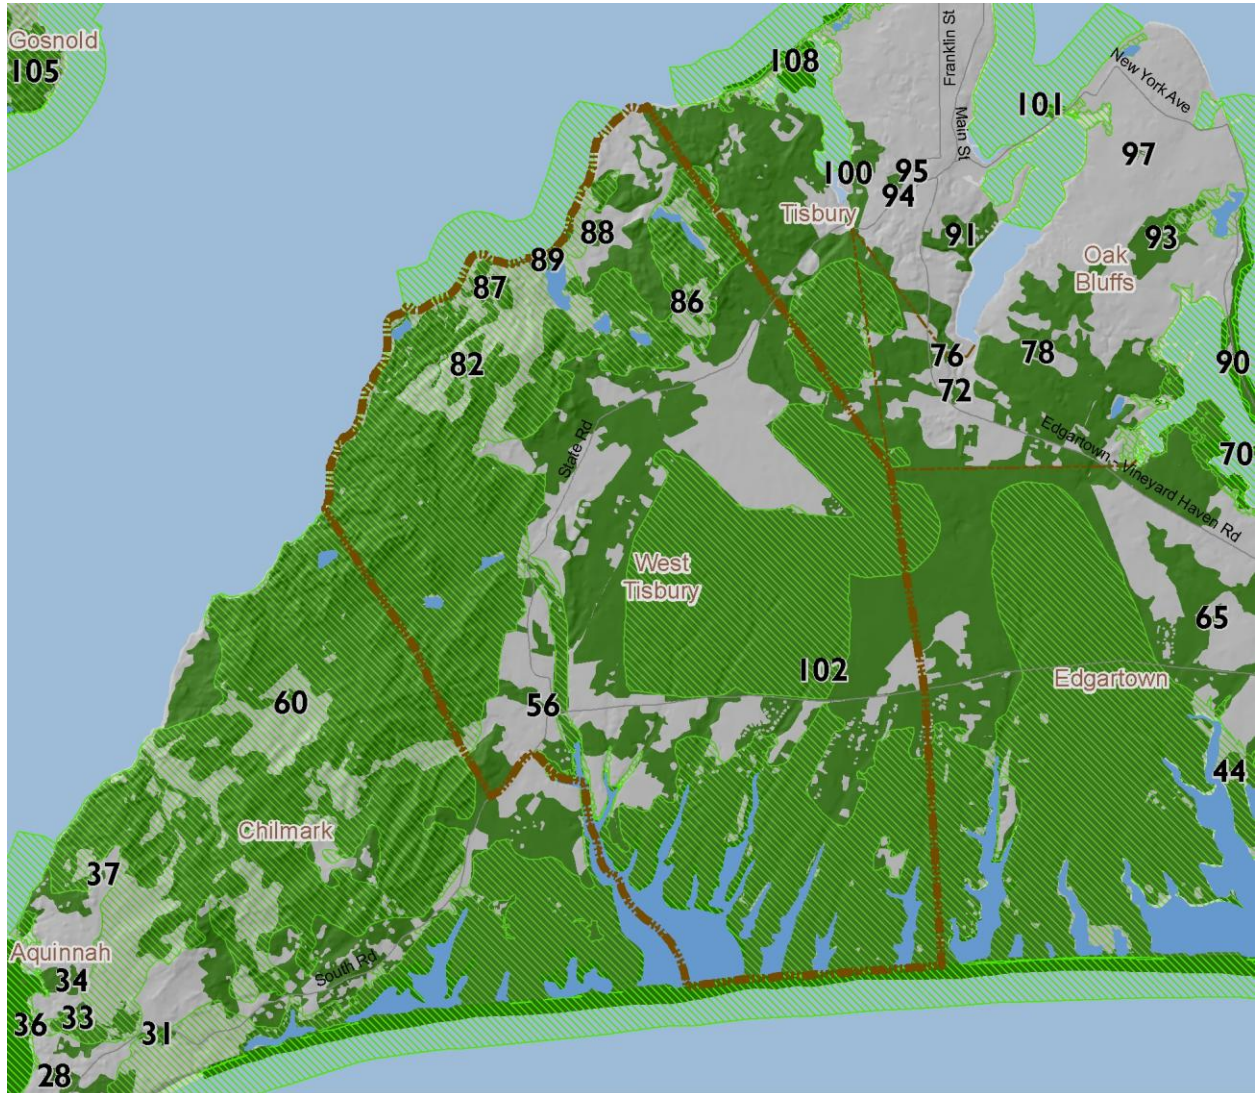 Gosnold
105
108
Franklin St
Main St
101
New York Ave
97
100
95
94
Tisbury
91
93
Oak
Bluffs
88
89
87
86
82
76
78
72
90
70
State Rd
Edgartown - Vineyard Haven Rd
West
Tisbury
65
102
Edgartown
60
56
44
Chilmark
37
Aquinnah
34
33
36
31
28
South Rd